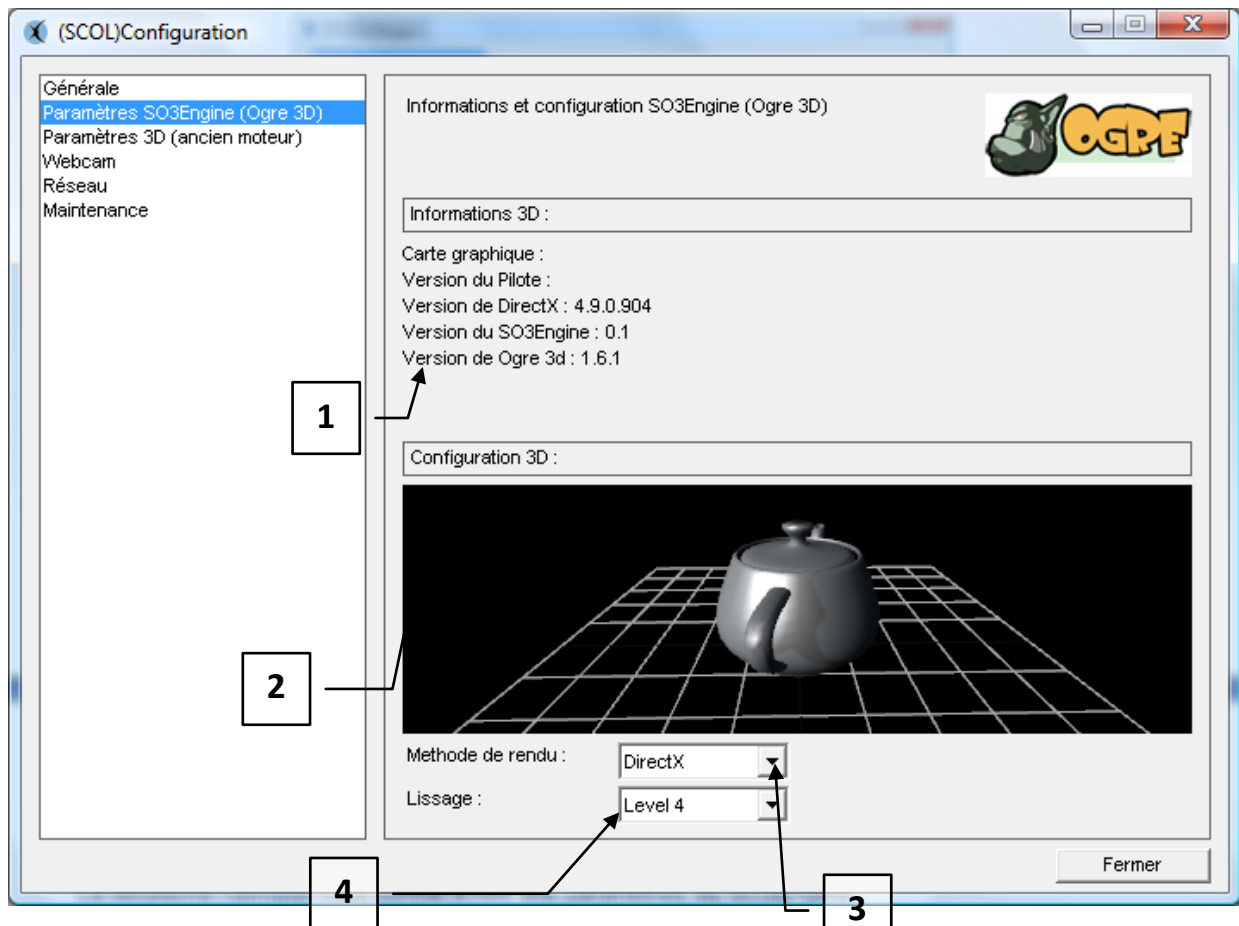 (SCOL)Configuration
Générale
Paramètres SO3Engine (Ogre 3D)
Paramètres 3D (ancien moteur)
Webcam
Réseau
Maintenance
Informations et configuration SO3Engine (Ogre 3D)
OGRE
Informations 3D :
Carte graphique :
Version du Pilote :
Version de DirectX : 4.9.0.904
Version du SO3Engine : 0.1
Version de Ogre 3d : 1.6.1
1
Configuration 3D :
2
Methode de rendu :
DirectX
Lissage :
Level 4
Fermer
4
3